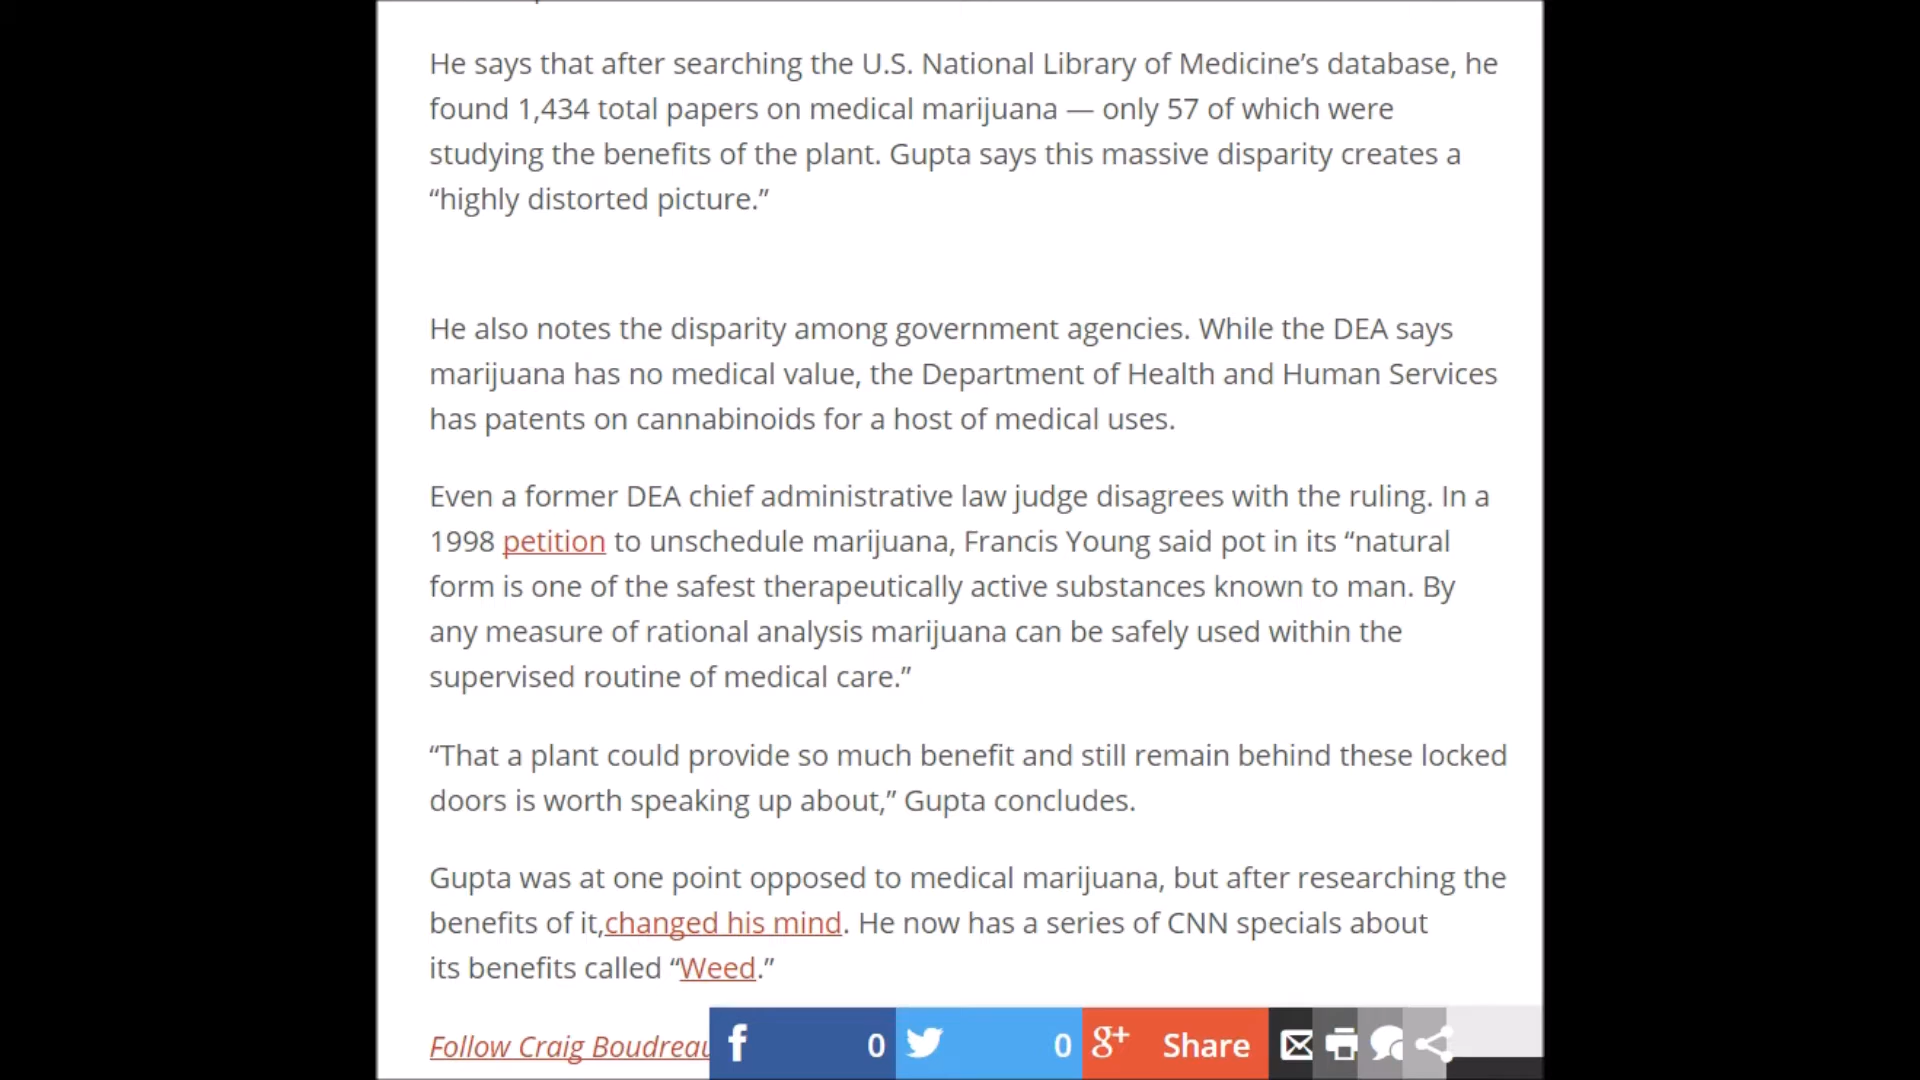 He says that after searching the U.S. National Library of Medicine’s database, he
found 1,434 total papers on medical marijuana — only 57 of which were
studying the benefits of the plant. Gupta says this massive disparity creates a
“highly distorted picture.”
He also notes the disparity among government agencies. While the DEA says
marijuana has no medical value, the Department of Health and Human Services
has patents on cannabinoids for a host of medical uses.
Even a former DEA chief administrative law judge disagrees with the ruling. In a
1998 petition to unschedule marijuana, Francis Young said pot in its “natural
form is one of the safest therapeutically active substances known to man. By
any measure of rational analysis marijuana can be safely used within the
supervised routine of medical care.”
“That a plant could provide so much benefit and still remain behind these locked
doors is worth speaking up about,” Gupta concludes.
Gupta was at one point opposed to medical marijuana, but after researching the
benefits of it,changed his mind. He now has a series of CNN specials about
its benefits called “Weed.”
Follow Craig Boudreau
f 0 0 g+ Share